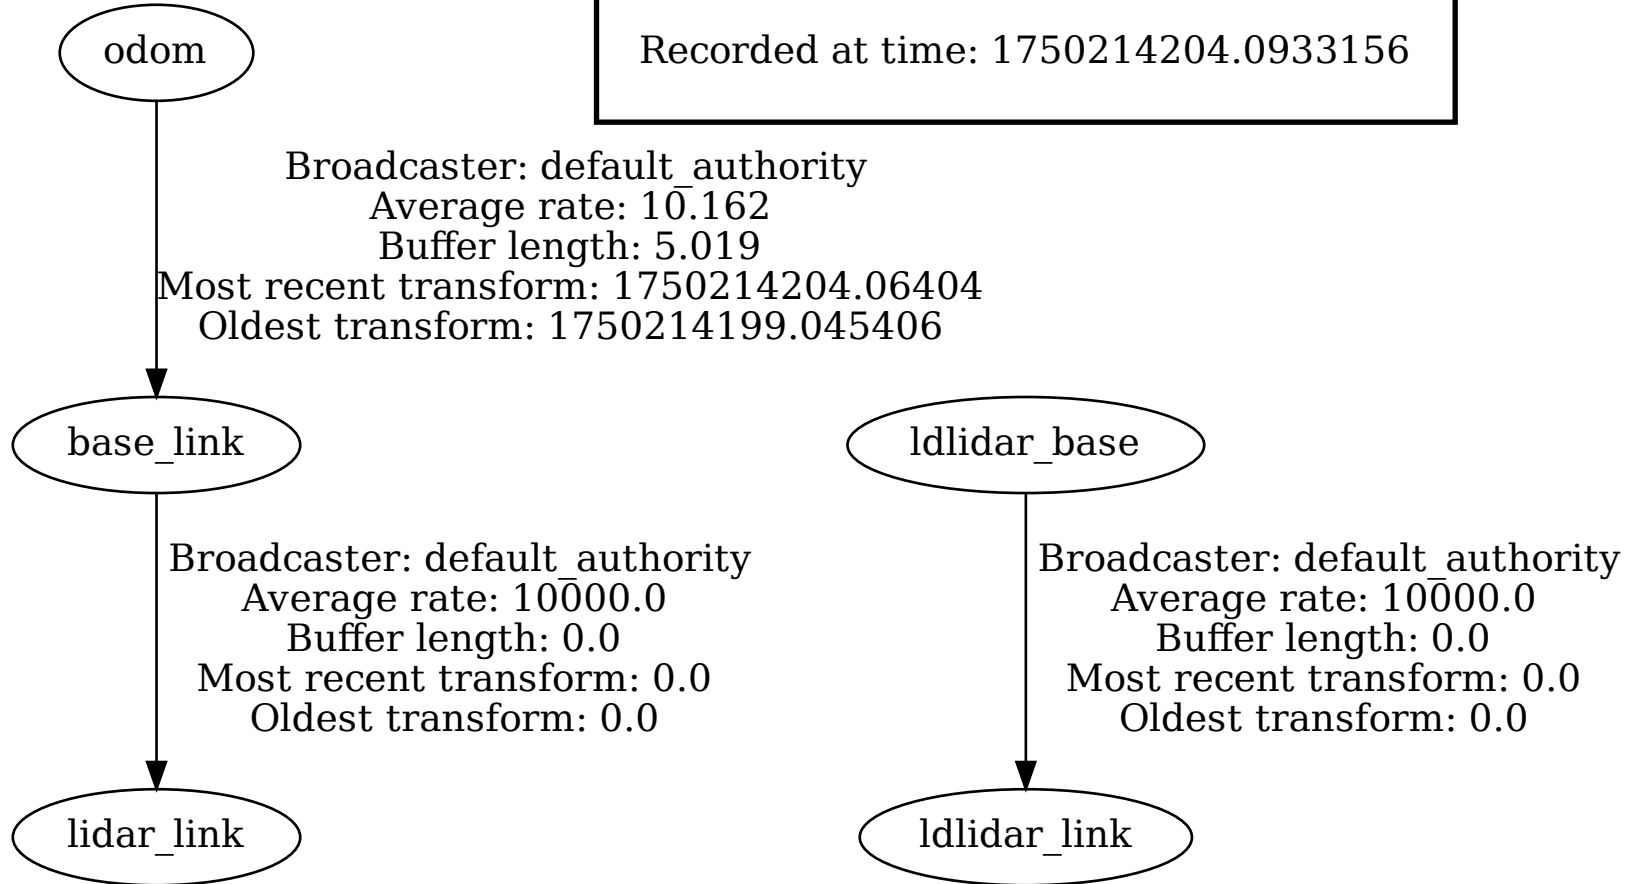 odom
Recorded at time: 1750214204.0933156
Broadcaster: default_authority
Average rate: 10.162
Buffer length: 5.019
Most recent transform: 1750214204.06404
Oldest transform: 1750214199.045406
base_link
ldlidar_base
Broadcaster: default_authority
Average rate: 10000.0
Buffer length: 0.0
Most recent transform: 0.0
Oldest transform: 0.0
Broadcaster: default_authority
Average rate: 10000.0
Buffer length: 0.0
Most recent transform: 0.0
Oldest transform: 0.0
lidar_link
ldlidar_link